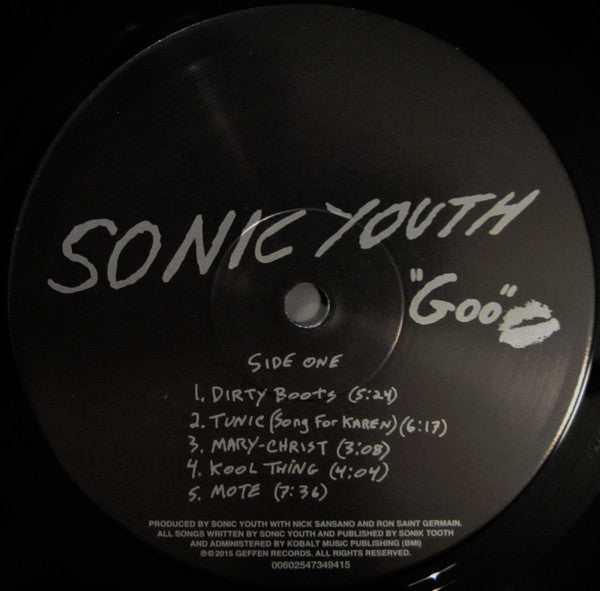 SONIC YOUTH
"Goo"
SIDE ONE
1. DIRTY BOOTS (5:24)
2. TUNIC (SONG FOR KAREN) (6:17)
3. MARY-CHRIST (3:08)
4. KOOL THING (4:04)
5. MOTE (7:36)
PRODUCED BY SONIC YOUTH WITH NICK SANSANO AND RON SAINT GERMAIN.
ALL SONGS WRITTEN BY SONIC YOUTH AND PUBLISHED BY SONIK TOOTH
AND ADMINISTERED BY KOBALT MUSIC PUBLISHING (BMI)
℗© 2015 GEFFEN RECORDS. ALL RIGHTS RESERVED.
00602547349415